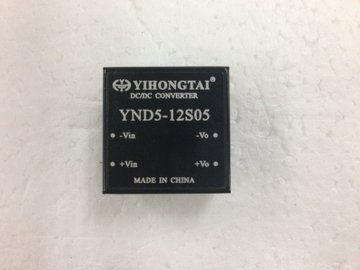 YIHONGTAI
DC/DC CONVERTER
YND5-12S05
-Vin -Vo
+Vin +Vo
MADE IN CHINA